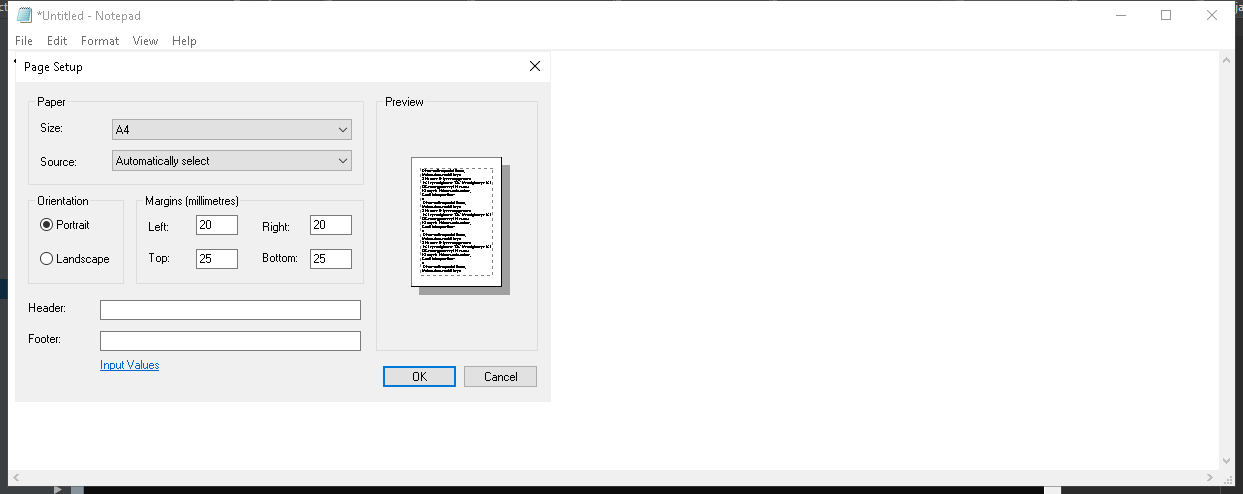 *Untitled - Notepad
File Edit Format View Help
Page Setup
Paper
Preview
Size:
A4
Source:
Automatically select
Orientation
Margins (millimetres)
Portrait
Left: 20 Right: 20
Landscape
Top: 25 Bottom: 25
Header:
Footer:
Input Values
OK Cancel